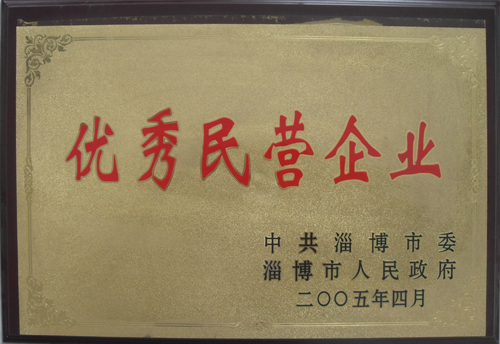 优秀民营企业
中共淄博市委
淄博市人民政府
二〇〇五年四月